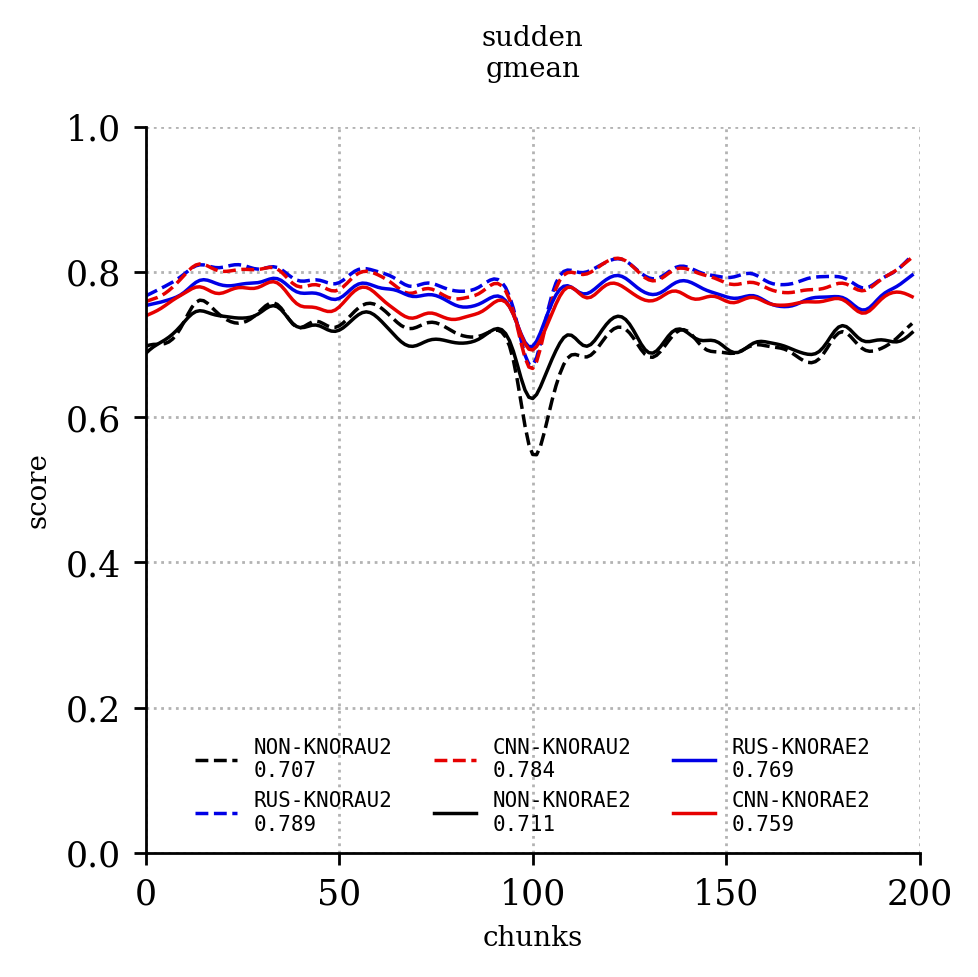 sudden
gmean
1.0
0.8
0.6
0.4
0.2
0.0
score
NON-KNORAU2
0.707
RUS-KNORAU2
0.789
CNN-KNORAU2
0.784
NON-KNORAE2
0.711
RUS-KNORAE2
0.769
CNN-KNORAE2
0.759
0 50 100 150 200
chunks